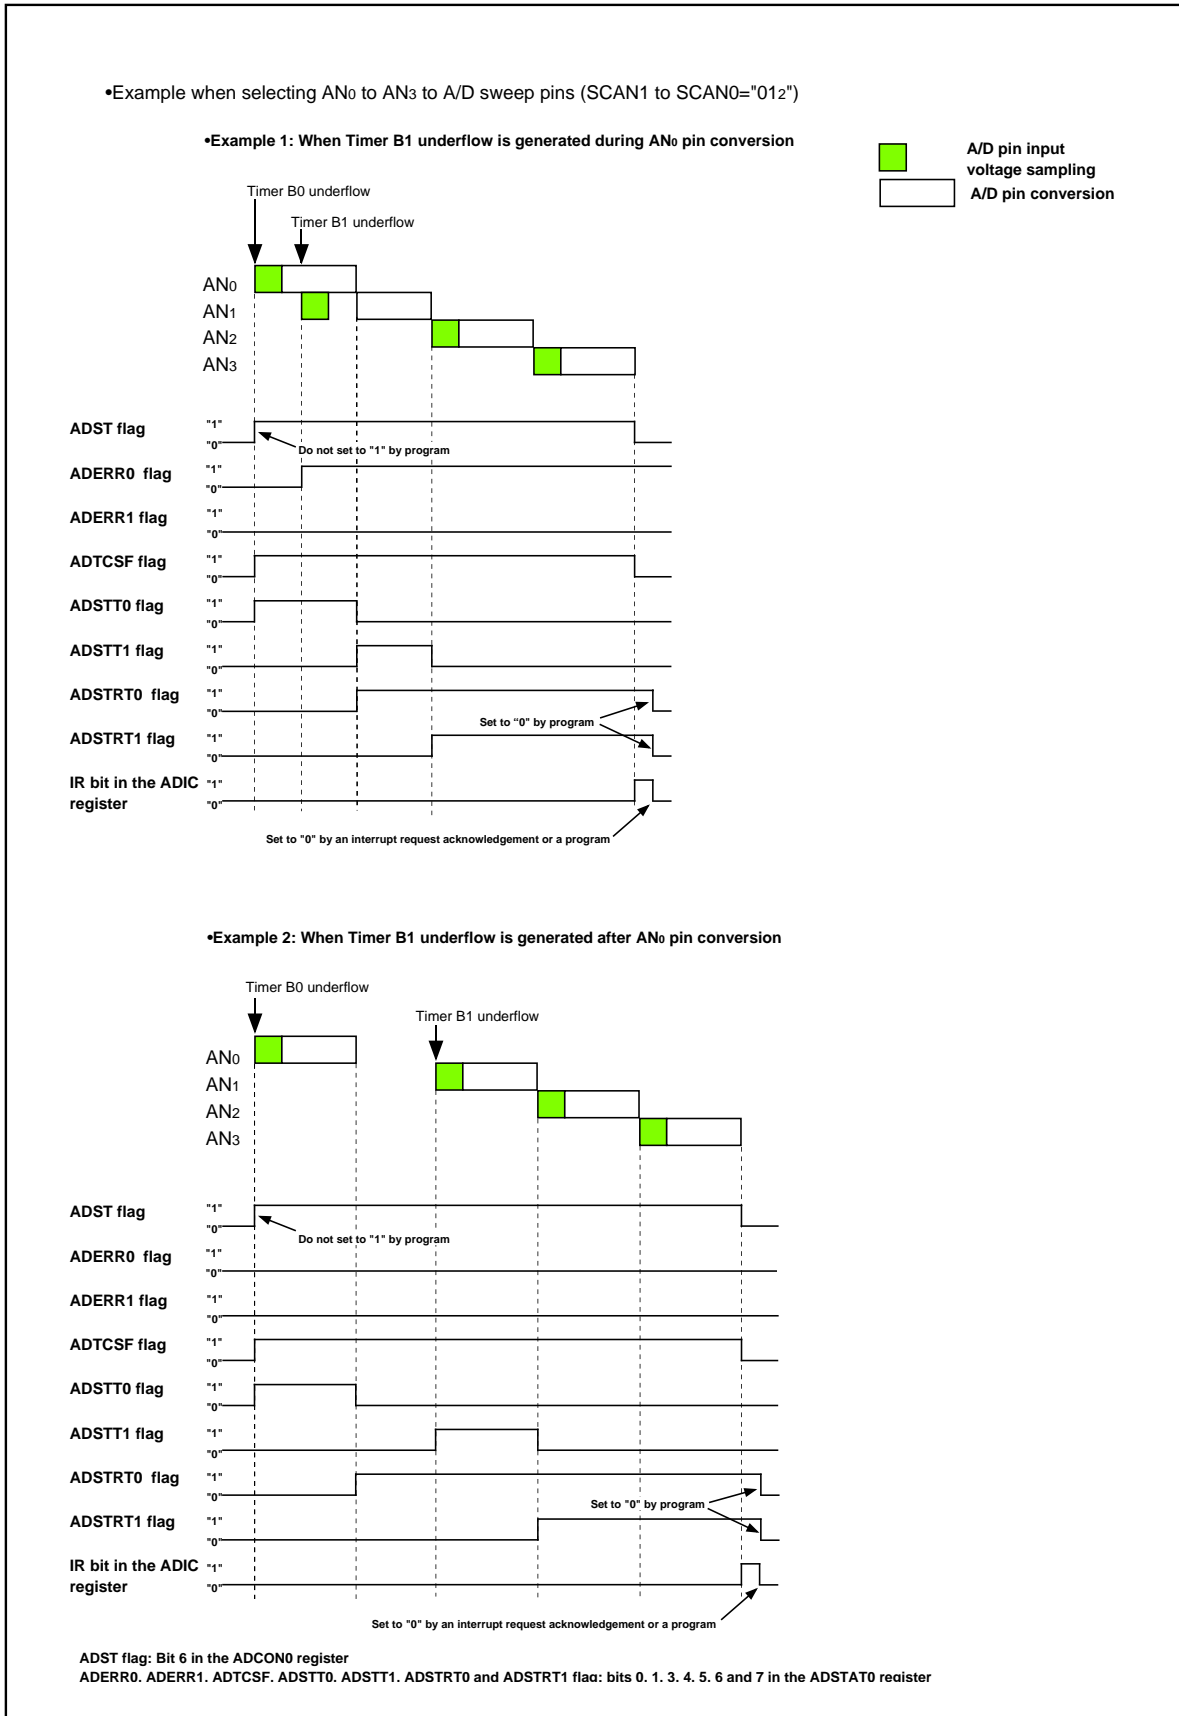 •Example when selecting AN0 to AN3 to A/D sweep pins (SCAN1 to SCAN0="012")
•Example 1: When Timer B1 underflow is generated during AN0 pin conversion
A/D pin input
voltage sampling
A/D pin conversion
Timer B0 underflow
Timer B1 underflow
AN0
AN1
AN2
AN3
ADST flag "1"
"0"
Do not set to "1" by program
ADERR0 flag "1"
"0"
ADERR1 flag "1"
"0"
ADTCSF flag "1"
"0"
ADSTT0 flag "1"
"0"
ADSTT1 flag "1"
"0"
ADSTRT0 flag "1"
"0"
Set to “0" by program
ADSTRT1 flag "1"
"0"
IR bit in the ADIC "1"
register "0"
Set to "0" by an interrupt request acknowledgement or a program
•Example 2: When Timer B1 underflow is generated after AN0 pin conversion
Timer B0 underflow
Timer B1 underflow
AN0
AN1
AN2
AN3
ADST flag "1"
"0"
Do not set to "1" by program
ADERR0 flag "1"
"0"
ADERR1 flag "1"
"0"
ADTCSF flag "1"
"0"
ADSTT0 flag "1"
"0"
ADSTT1 flag "1"
"0"
ADSTRT0 flag "1"
"0"
Set to "0" by program
ADSTRT1 flag "1"
"0"
IR bit in the ADIC "1"
register "0"
Set to "0" by an interrupt request acknowledgement or a program
ADST flag: Bit 6 in the ADCON0 register
ADERR0, ADERR1, ADTCSF, ADSTT0, ADSTT1, ADSTRT0 and ADSTRT1 flag: bits 0, 1, 3, 4, 5, 6 and 7 in the ADSTAT0 register